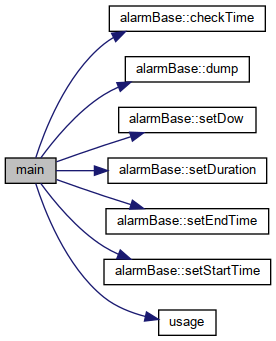 main
alarmBase::checkTime
alarmBase::dump
alarmBase::setDow
alarmBase::setDuration
alarmBase::setEndTime
alarmBase::setStartTime
usage